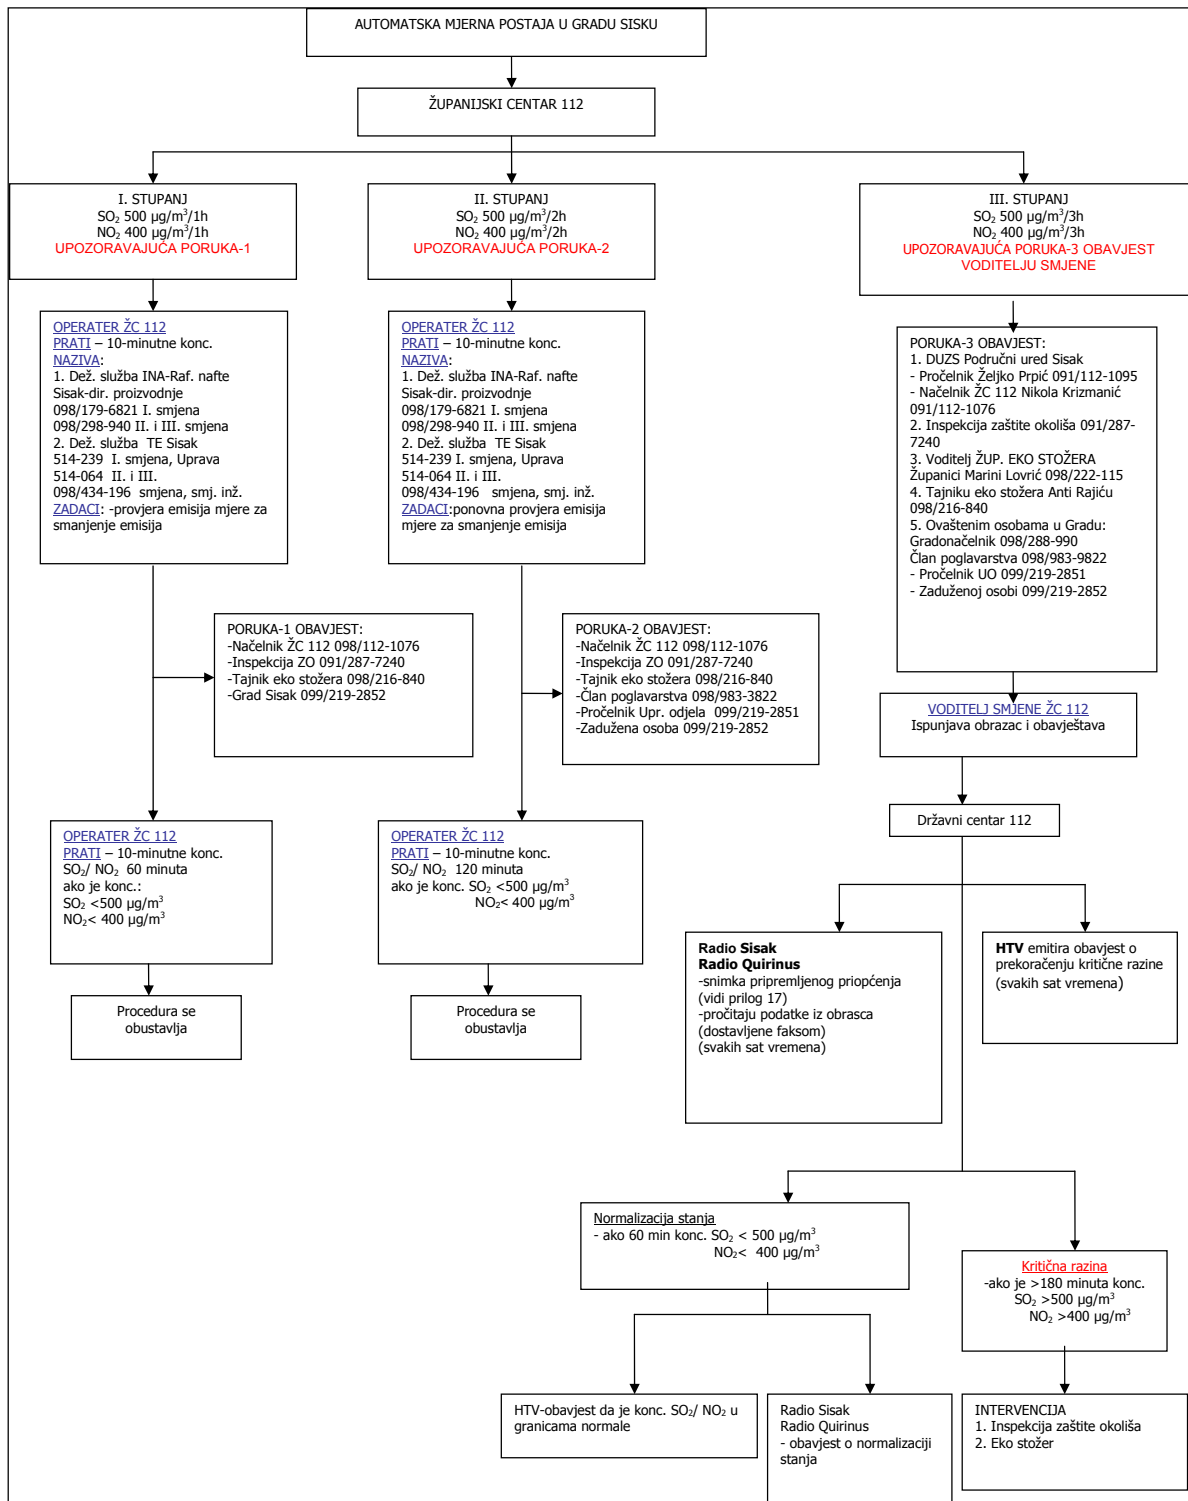 AUTOMATSKA MJERNA POSTAJA U GRADU SISKU
ŽUPANIJSKI CENTAR 112
I. STUPANJ
SO₂ 500 µg/m³/1h
NO₂ 400 µg/m³/1h
UPOZORAVAJUĆA PORUKA-1
II. STUPANJ
SO₂ 500 µg/m³/2h
NO₂ 400 µg/m³/2h
UPOZORAVAJUĆA PORUKA-2
III. STUPANJ
SO₂ 500 µg/m³/3h
NO₂ 400 µg/m³/3h
UPOZORAVAJUĆA PORUKA-3 OBAVJEST
VODITELJU SMJENE
OPERATER ŽC 112
PRATI – 10-minutne konc.
NAZIVA:
1. Dež. služba INA-Raf. nafte
Sisak-dir. proizvodnje
098/179-6821 I. smjena
098/298-940 II. i III. smjena
2. Dež. služba TE Sisak
514-239 I. smjena, Uprava
514-064 II. i III.
098/434-196 smjena, smj. inž.
ZADACI: -provjera emisija mjere za
smanjenje emisija
OPERATER ŽC 112
PRATI – 10-minutne konc.
NAZIVA:
1. Dež. služba INA-Raf. nafte
Sisak-dir. proizvodnje
098/179-6821 I. smjena
098/298-940 II. i III. smjena
2. Dež. služba TE Sisak
514-239 I. smjena, Uprava
514-064 II. i III.
098/434-196 smjena, smj. inž.
ZADACI:ponovna provjera emisija
mjere za smanjenje emisija
PORUKA-3 OBAVJEST:
1. DUZS Područni ured Sisak
- Pročelnik Željko Prpić 091/112-1095
- Načelnik ŽC 112 Nikola Krizmanić
091/112-1076
2. Inspekcija zaštite okoliša 091/287-
7240
3. Voditelj ŽUP. EKO STOŽERA
Županici Marini Lovrić 098/222-115
4. Tajniku eko stožera Anti Rajiću
098/216-840
5. Ovaštenim osobama u Gradu:
Gradonačelnik 098/288-990
Član poglavarstva 098/983-9822
- Pročelnik UO 099/219-2851
- Zaduženoj osobi 099/219-2852
PORUKA-1 OBAVJEST:
-Načelnik ŽC 112 098/112-1076
-Inspekcija ZO 091/287-7240
-Tajnik eko stožera 098/216-840
-Grad Sisak 099/219-2852
PORUKA-2 OBAVJEST:
-Načelnik ŽC 112 098/112-1076
-Inspekcija ZO 091/287-7240
-Tajnik eko stožera 098/216-840
-Član poglavarstva 098/983-3822
-Pročelnik Upr. odjela 099/219-2851
-Zadužena osoba 099/219-2852
VODITELJ SMJENE ŽC 112
Ispunjava obrazac i obavještava
Državni centar 112
OPERATER ŽC 112
PRATI – 10-minutne konc.
SO₂/ NO₂ 60 minuta
ako je konc.:
SO₂ <500 µg/m³
NO₂< 400 µg/m³
OPERATER ŽC 112
PRATI – 10-minutne konc.
SO₂/ NO₂ 120 minuta
ako je konc. SO₂ <500 µg/m³
NO₂< 400 µg/m³
Procedura se
obustavlja
Procedura se
obustavlja
Radio Sisak
Radio Quirinus
-snimka pripremljenog priopćenja
(vidi prilog 17)
-pročitaju podatke iz obrasca
(dostavljene faksom)
(svakih sat vremena)
HTV emitira obavjest o
prekoračenju kritične razine
(svakih sat vremena)
Normalizacija stanja
- ako 60 min konc. SO₂ < 500 µg/m³
NO₂< 400 µg/m³
Kritična razina
-ako je >180 minuta konc.
SO₂ >500 µg/m³
NO₂ >400 µg/m³
HTV-obavjest da je konc. SO₂/ NO₂ u
granicama normale
Radio Sisak
Radio Quirinus
- obavjest o normalizaciji
stanja
INTERVENCIJA
1. Inspekcija zaštite okoliša
2. Eko stožer